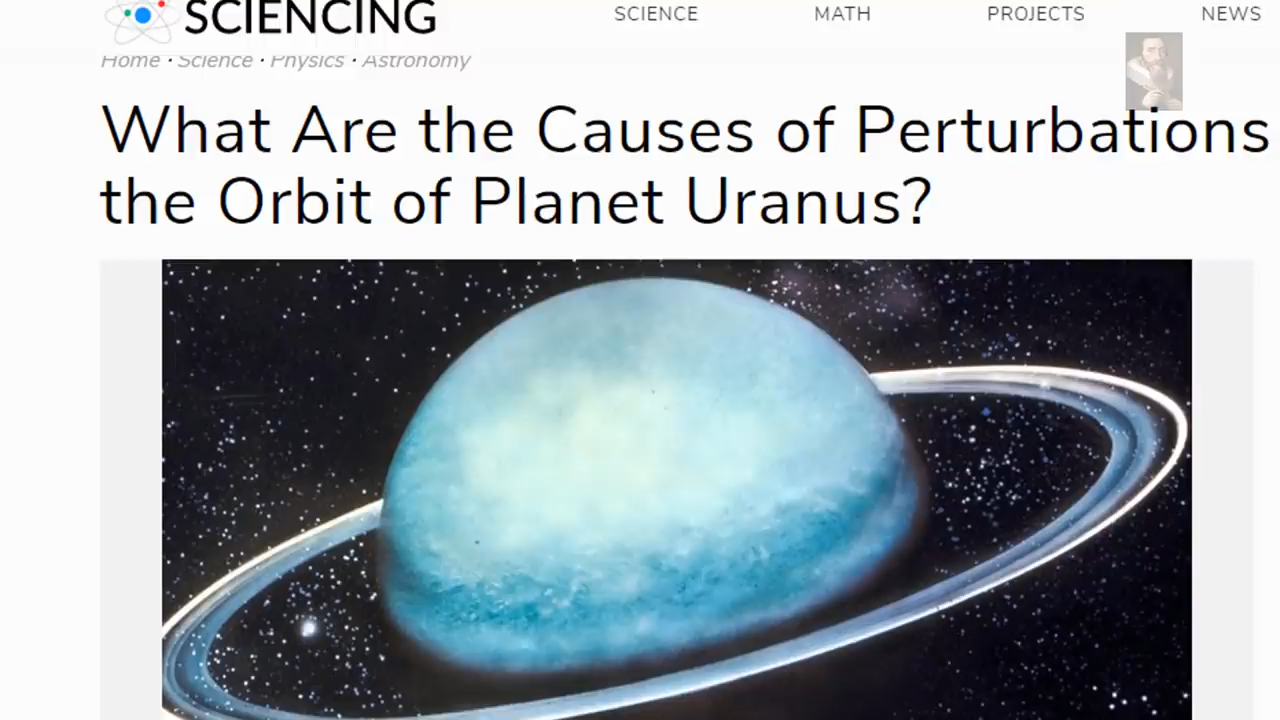 SCIENCING
SCIENCE MATH PROJECTS NEWS
Home · Science · Physics · Astronomy
What Are the Causes of Perturbations
the Orbit of Planet Uranus?